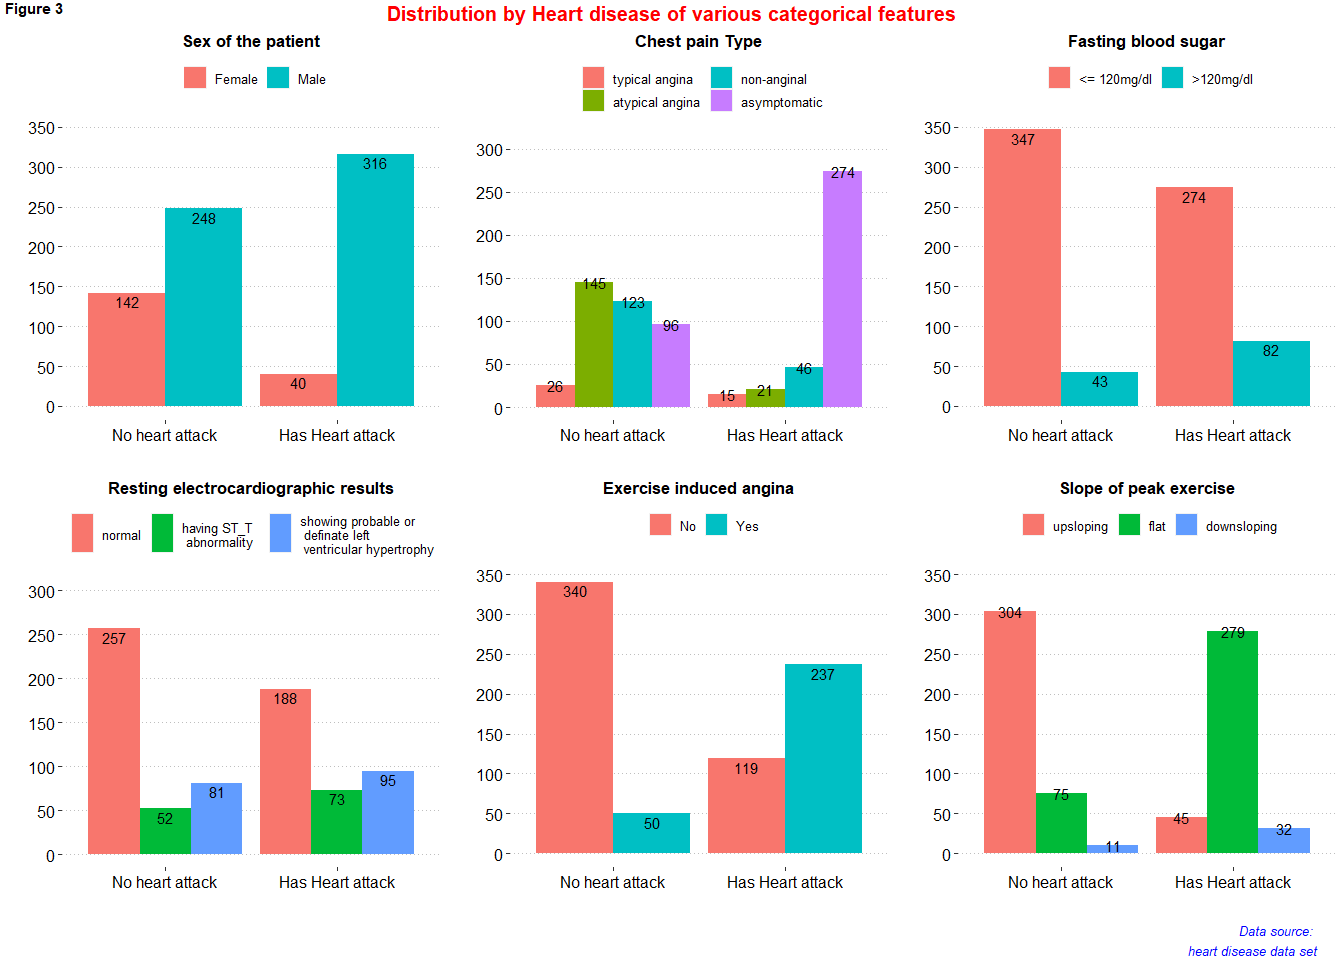 Figure 3
Distribution by Heart disease of various categorical features
Sex of the patient
Female Male
350
300
250
200
150
100
50
0
142
248
40
316
No heart attack Has Heart attack
Chest pain Type
typical angina non-anginal
atypical angina asymptomatic
300
250
200
150
100
50
0
26
145
123
96
15
21
46
274
No heart attack Has Heart attack
Fasting blood sugar
<= 120mg/dl >120mg/dl
350
300
250
200
150
100
50
0
347
43
274
82
No heart attack Has Heart attack
Resting electrocardiographic results
normal
having ST_T
abnormality
showing probable or
definate left
ventricular hypertrophy
300
250
200
150
100
50
0
257
52
81
188
73
95
No heart attack Has Heart attack
Exercise induced angina
No Yes
350
300
250
200
150
100
50
0
340
50
119
237
No heart attack Has Heart attack
Slope of peak exercise
upsloping flat downsloping
350
300
250
200
150
100
50
0
304
75
11
45
279
32
No heart attack Has Heart attack
Data source:
heart disease data set